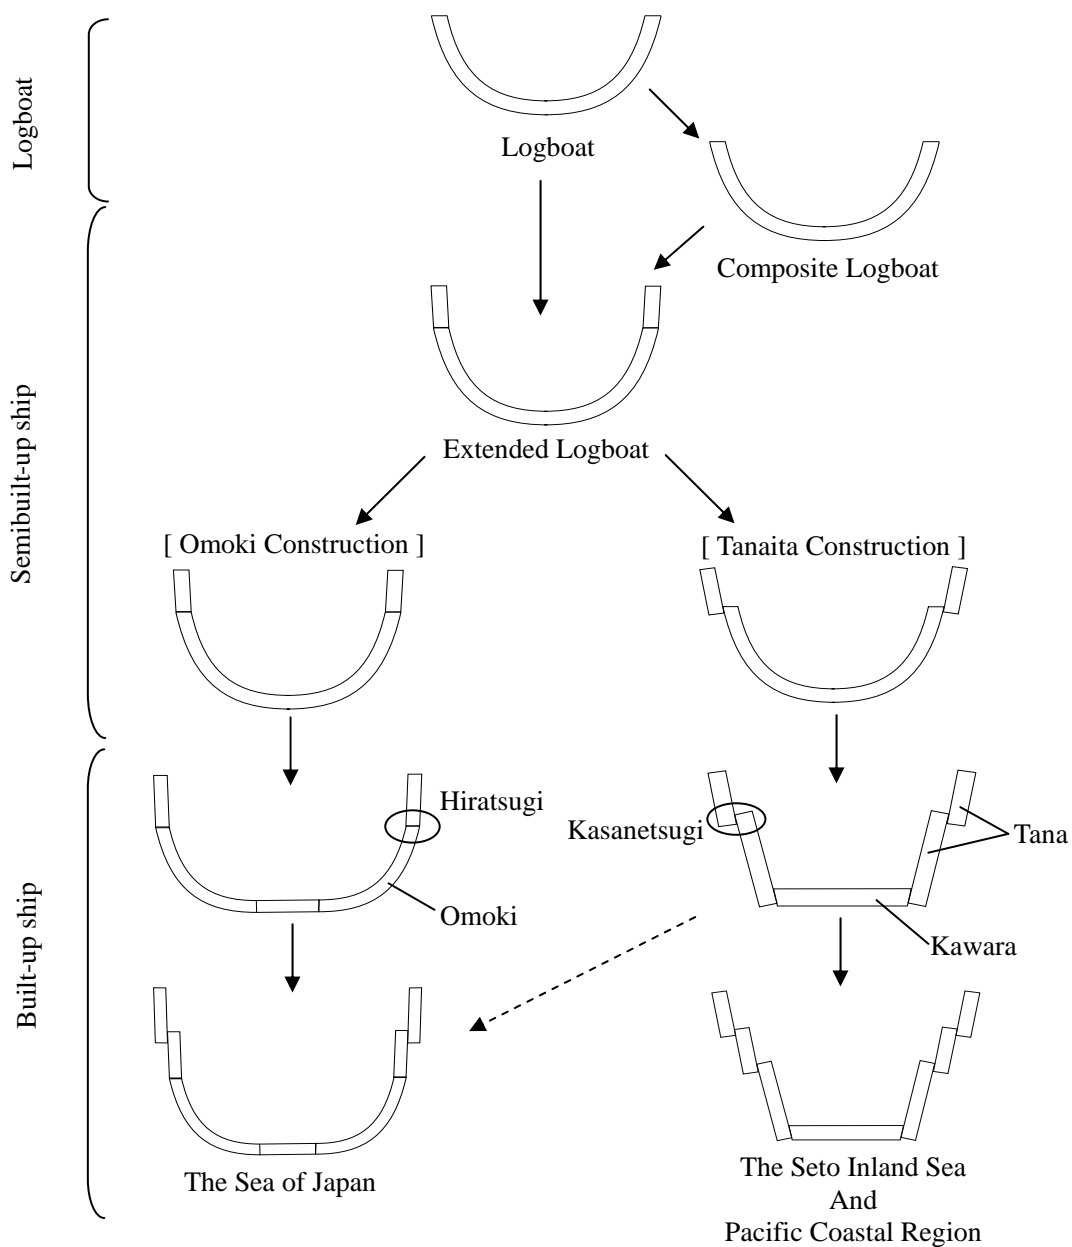 Logboat
Logboat
Composite Logboat
Semibuilt-up ship
Extended Logboat
[ Omoki Construction ]
[ Tanaita Construction ]
Built-up ship
Hiratsugi
Omoki
Kasanetsugi
Tana
Kawara
The Sea of Japan
The Seto Inland Sea
And
Pacific Coastal Region